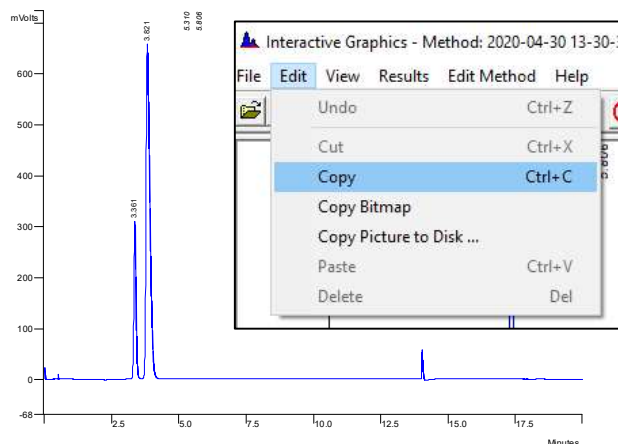 mVolts
3.821
5.310
5.806
600
500
400
300
200
100
0
-68
3.361
2.5
5.0
7.5
10.0
12.5
15.0
17.5
Minutes
Interactive Graphics - Method: 2020-04-30 13-30-
File Edit View Results Edit Method Help
Undo Ctrl+Z
Cut Ctrl+X
Copy Ctrl+C
Copy Bitmap
Copy Picture to Disk ...
Paste Ctrl+V
Delete Del
5.806